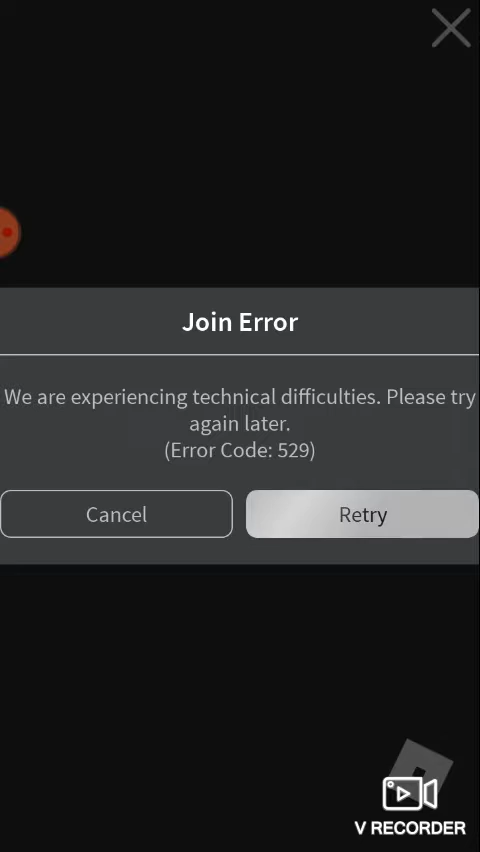 Join Error
We are experiencing technical difficulties. Please try
again later.
(Error Code: 529)
Cancel
Retry
V RECORDER